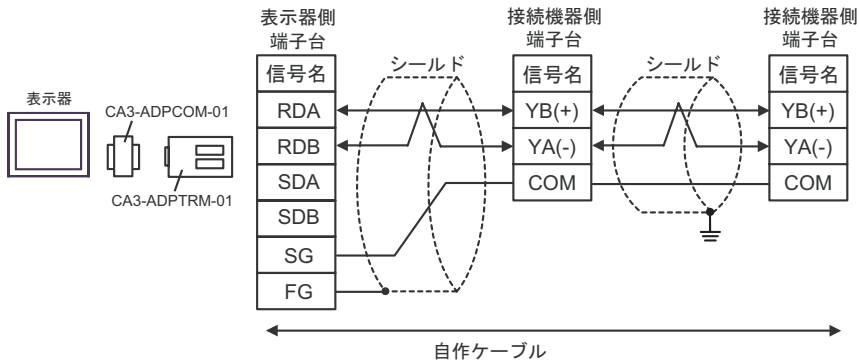 表示器側
端子台
信号名
RDA
RDB
SDA
SDB
SG
FG
シールド
接続機器側
端子台
信号名
YB(+)
YA(-)
COM
シールド
接続機器側
端子台
信号名
YB(+)
YA(-)
COM
表示器
CA3-ADPCOM-01
CA3-ADPTRM-01
自作ケーブル